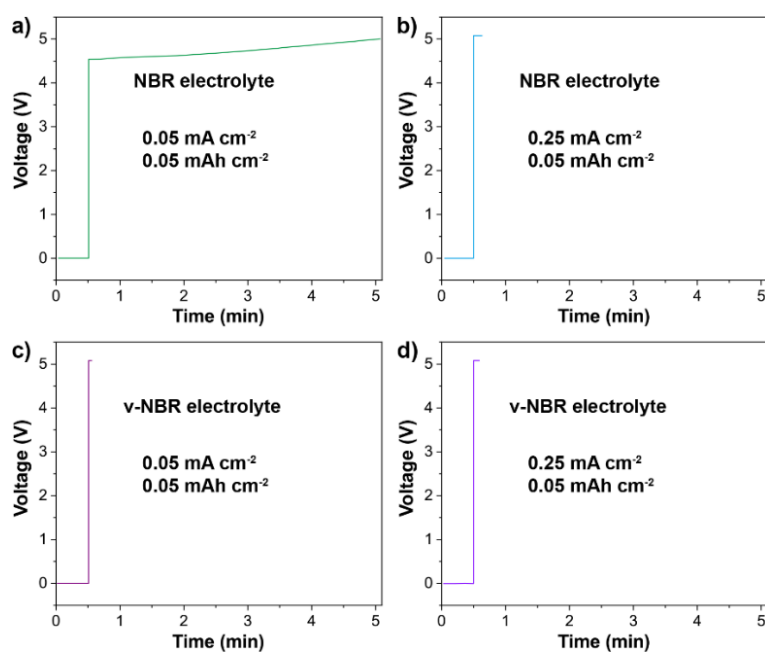 a)
Voltage (V)
5
4
3
2
1
0
NBR electrolyte
0.05 mA cm⁻²
0.05 mAh cm⁻²
0 1 2 3 4 5
Time (min)
b)
Voltage (V)
5
4
3
2
1
0
NBR electrolyte
0.25 mA cm⁻²
0.05 mAh cm⁻²
0 1 2 3 4 5
Time (min)
c)
Voltage (V)
5
4
3
2
1
0
v-NBR electrolyte
0.05 mA cm⁻²
0.05 mAh cm⁻²
0 1 2 3 4 5
Time (min)
d)
Voltage (V)
5
4
3
2
1
0
v-NBR electrolyte
0.25 mA cm⁻²
0.05 mAh cm⁻²
0 1 2 3 4 5
Time (min)